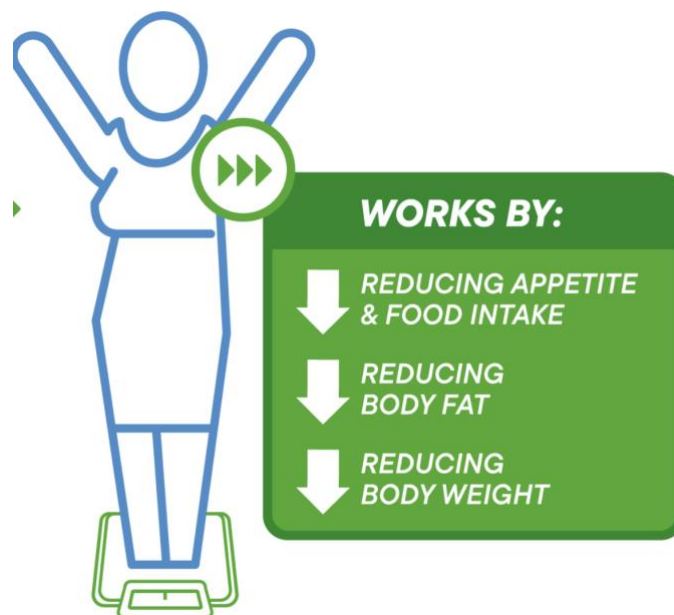 WORKS BY:
REDUCING APPETITE
& FOOD INTAKE
REDUCING
BODY FAT
REDUCING
BODY WEIGHT